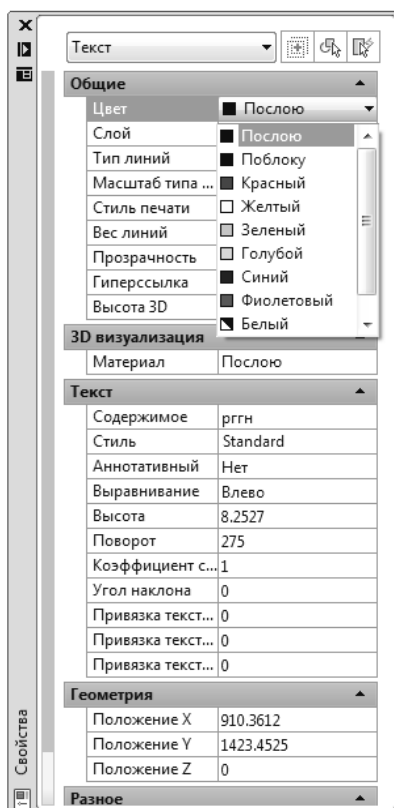 Текст
Общие
Цвет Послою
Слой Послою
Тип линий Поблоку
Масштаб типа ... Красный
Стиль печати Желтый
Вес линий Зеленый
Прозрачность Голубой
Гиперссылка Синий
Высота 3D Фиолетовый
Белый
3D визуализация
Материал Послою
Текст
Содержимое рггн
Стиль Standard
Аннотативный Нет
Выравнивание Влево
Высота 8.2527
Поворот 275
Коэффициент с... 1
Угол наклона 0
Привязка текст... 0
Привязка текст... 0
Привязка текст... 0
Геометрия
Положение X 910.3612
Положение Y 1423.4525
Положение Z 0
Разное
Свойства